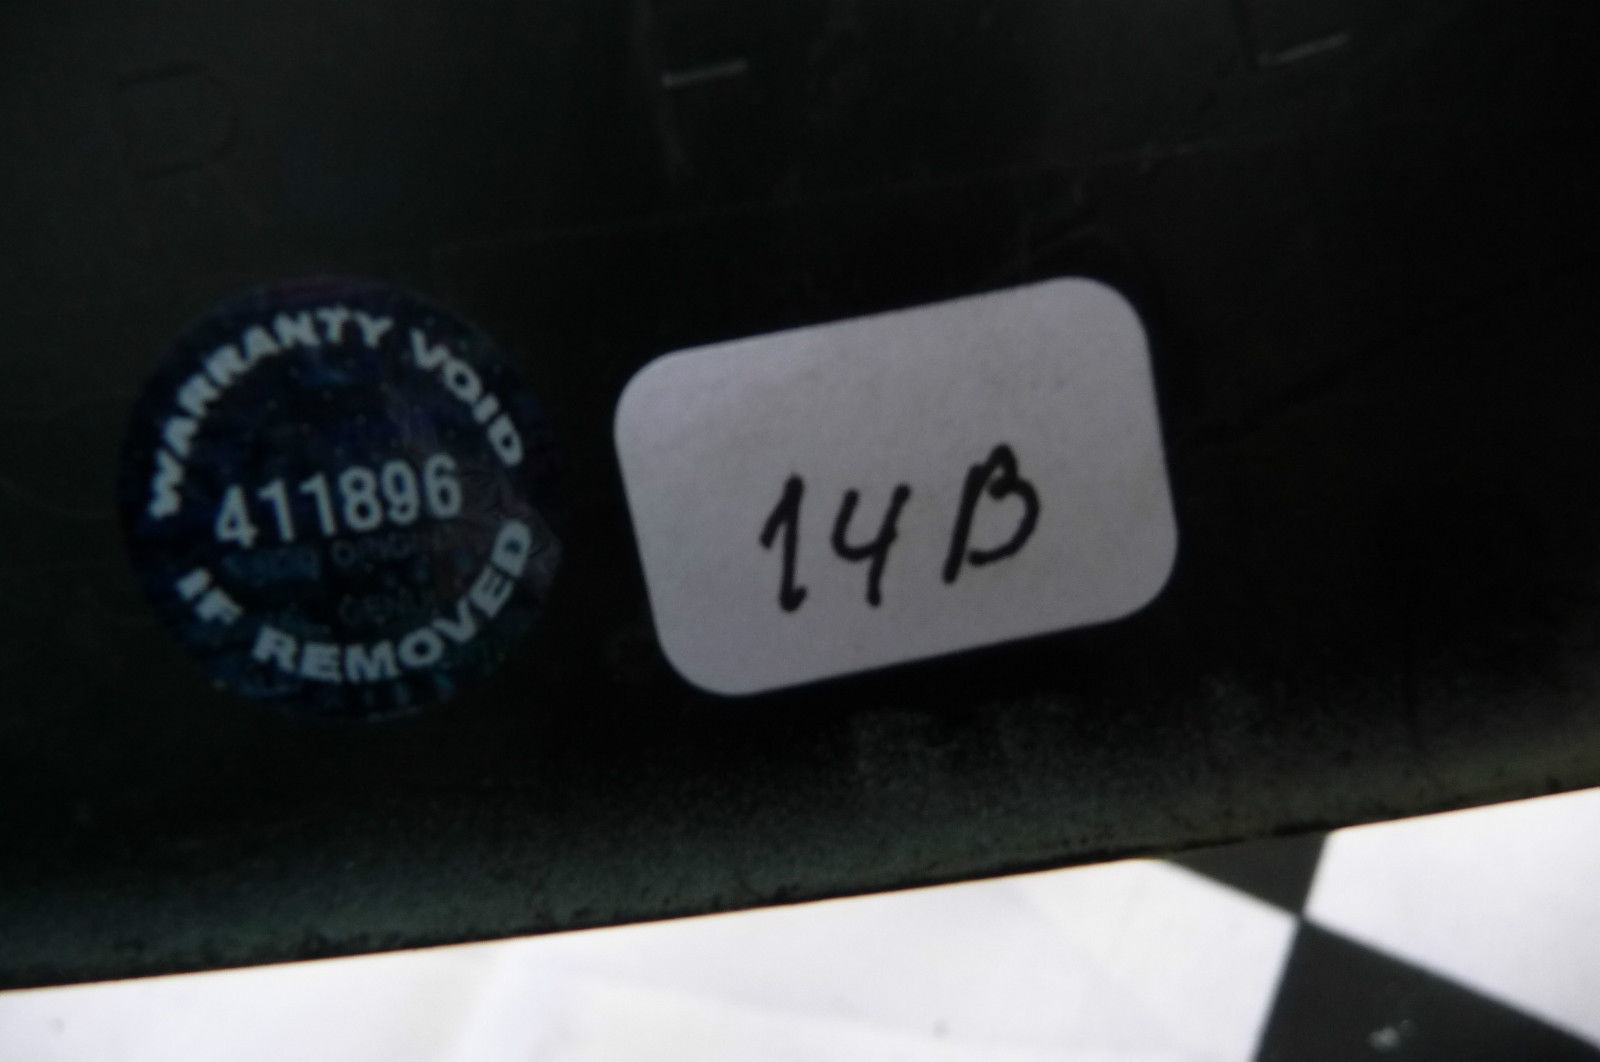 WARRANTY VOID
411896
IF REMOVED
14B